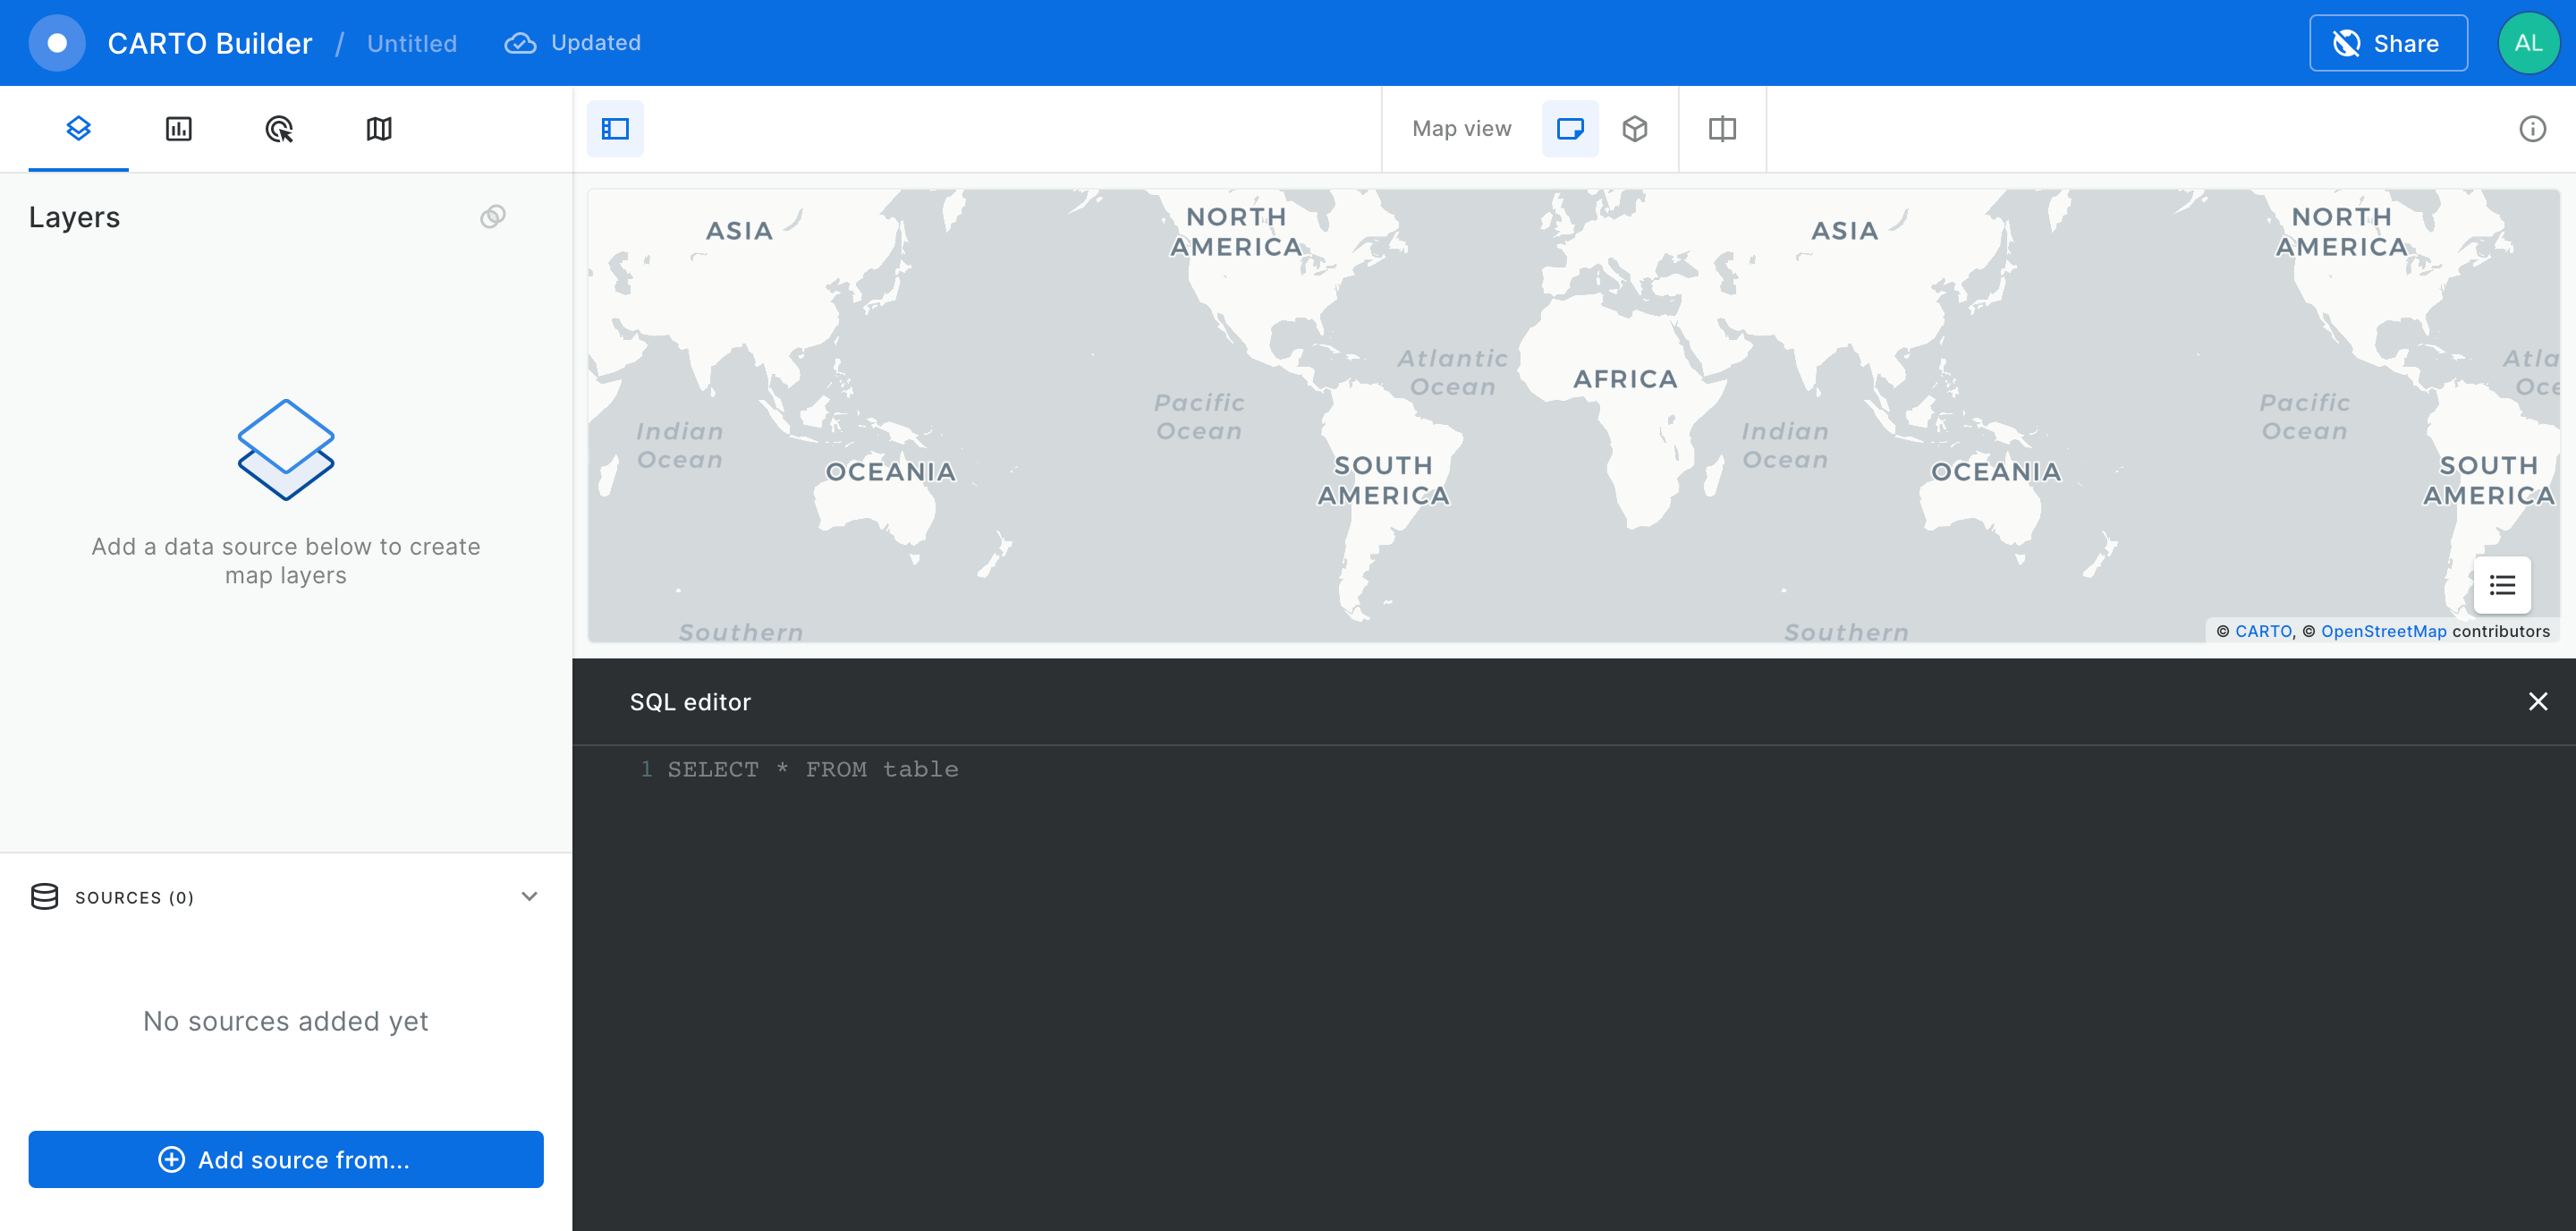 CARTO Builder / Untitled Updated
Share
AL
Map view
Layers
Add a data source below to create
map layers
SOURCES (0)
No sources added yet
Add source from...
ASIA
NORTH
AMERICA
ASIA
NORTH
AMERICA
Atlantic
Ocean
AFRICA
Atla
Oce
Pacific
Ocean
Pacific
Ocean
Indian
Ocean
Indian
Ocean
OCEANIA
SOUTH
AMERICA
OCEANIA
SOUTH
AMERICA
Southern
Southern
© CARTO, © OpenStreetMap contributors
SQL editor
1 SELECT * FROM table